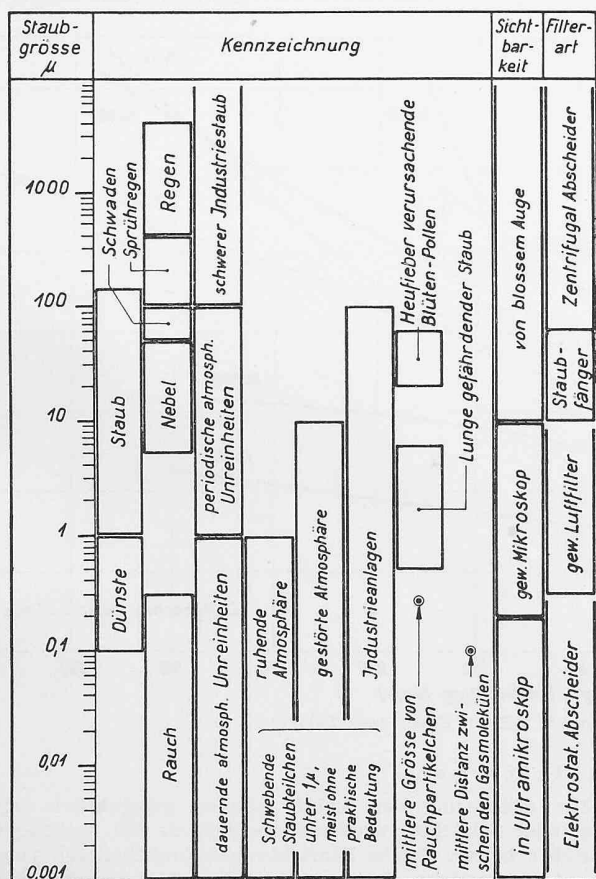 Staub-
grösse
μ
Kennzeichnung
Sicht-
bar-
keit
Filter-
art
1000
100
10
1
0,1
0,01
0,001
Staub
Dünste
Schwaden
Sprühregen
Regen
Nebel
Rauch
schwerer Industriestaub
periodische atmosph.
Unreinheiten
dauernde atmosph. Unreinheiten
ruhende
Atmosphäre
gestörte Atmosphäre
Industrieanlagen
Schwebende
Staubteilchen
unter 1μ,
meist ohne
praktische
Bedeutung
Heufieber verursachende
Blüten-Pollen
Lunge gefährdender Staub
mittlere Grösse von
Rauchpartikelchen
mittlere Distanz zwi-
schen den Gasmolekülen
von blossem Auge
gew. Mikroskop
in Ultramikroskop
Zentrifugal Abscheider
Staub-
fänger
gew. Luftfilter
Elektrostat. Abscheider